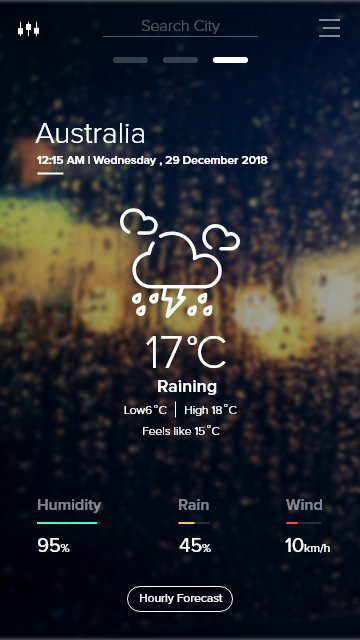 Search City
Australia
12:15 AM | Wednesday , 29 December 2018
17°C
Raining
Low6°C | High 18°C
Feels like 15°C
Humidity Rain Wind
95% 45% 10km/h
Hourly Forecast